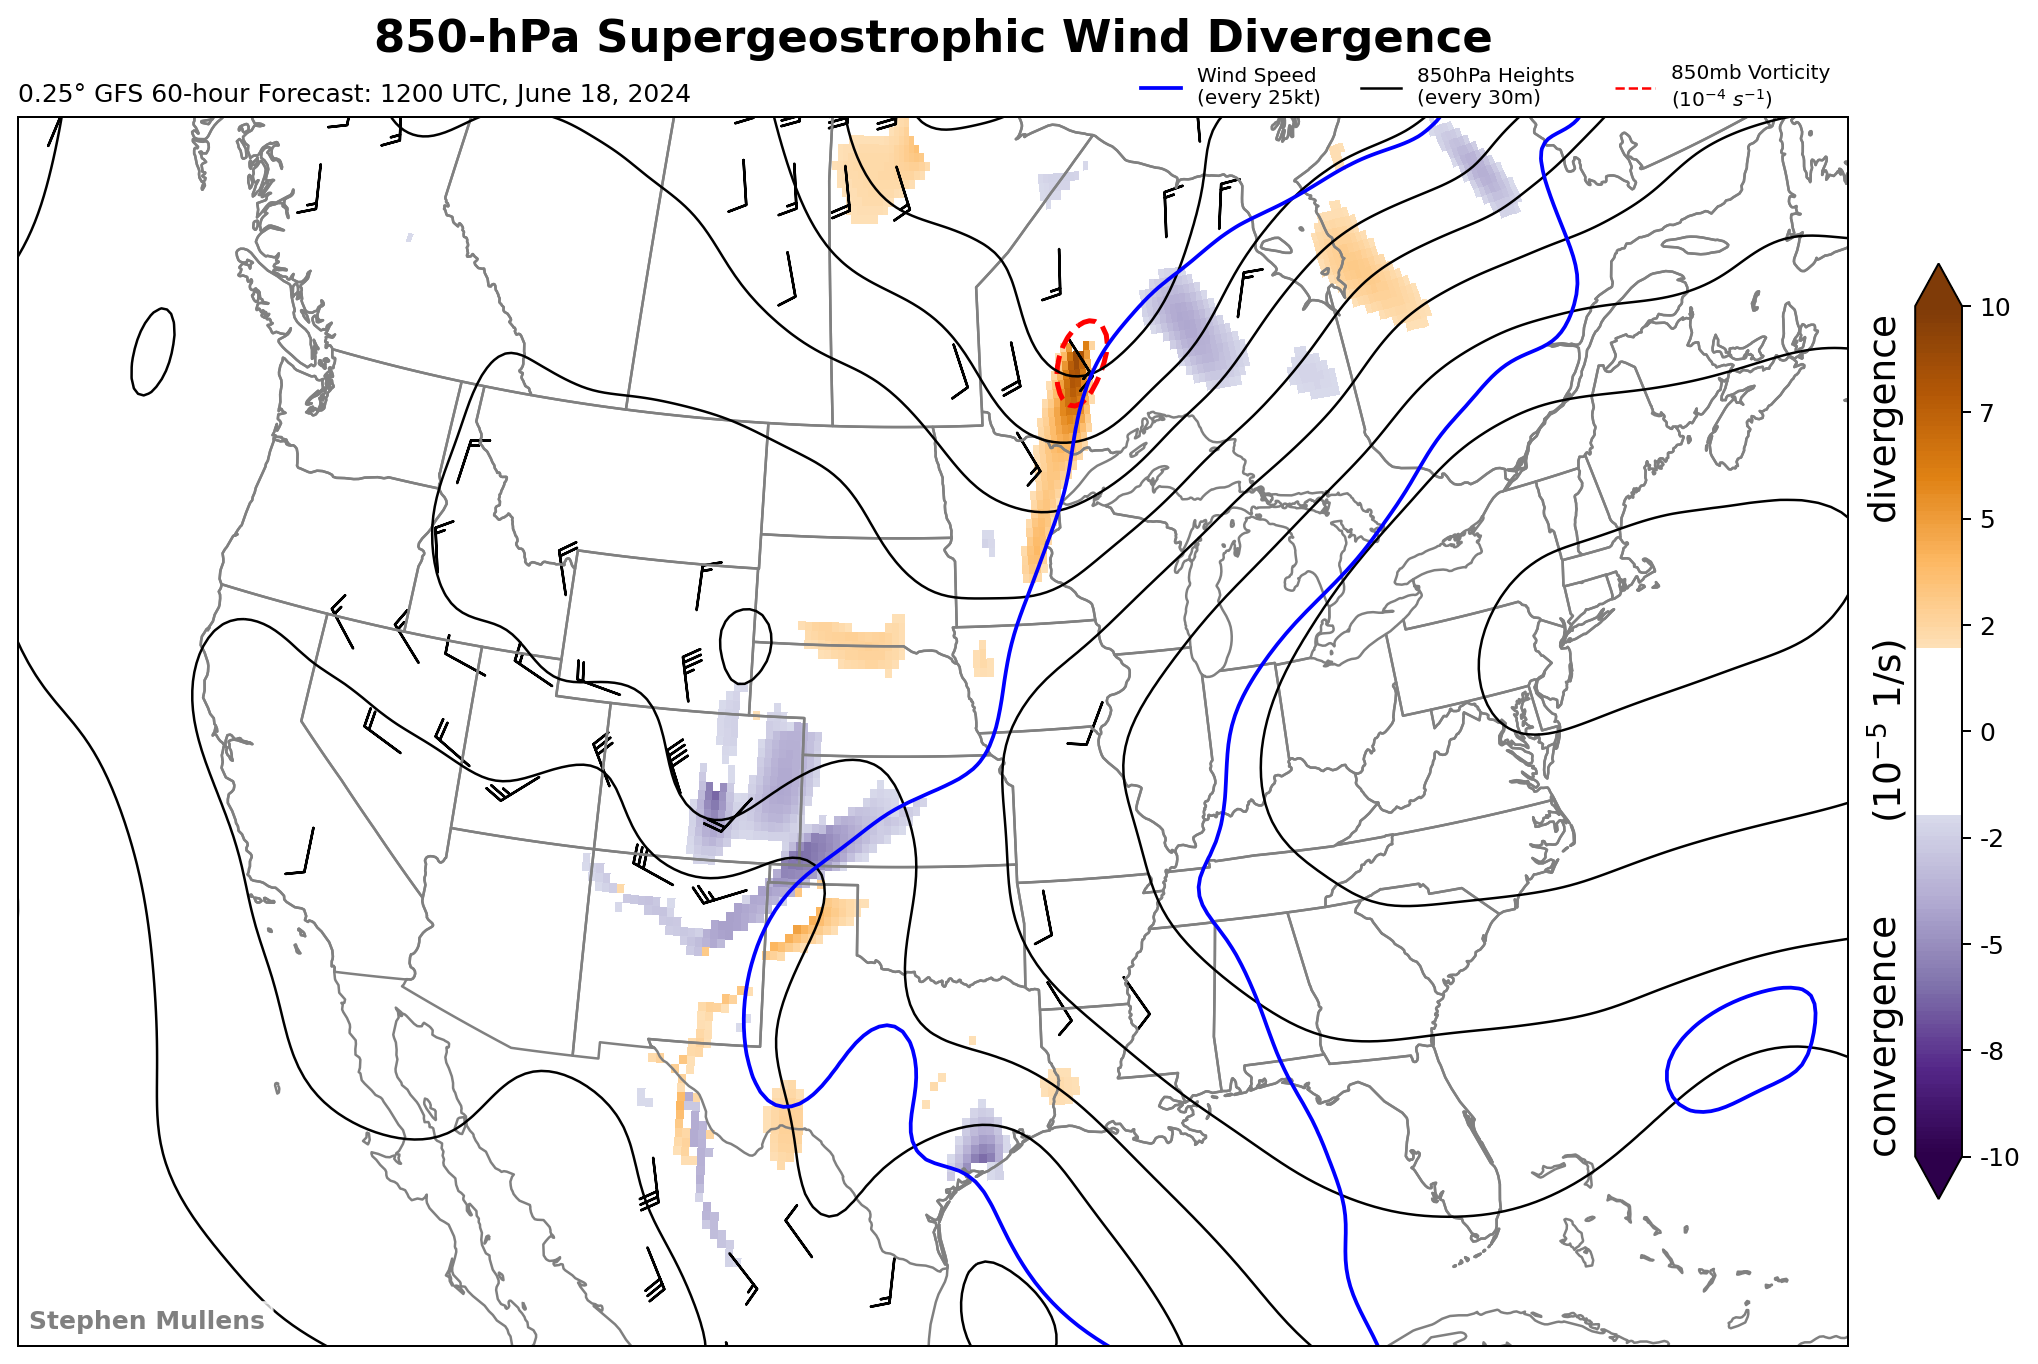 850-hPa Supergeostrophic Wind Divergence
0.25° GFS 60-hour Forecast: 1200 UTC, June 18, 2024
Wind Speed
(every 25kt)
850hPa Heights
(every 30m)
850mb Vorticity
(10⁻⁴ s⁻¹)
10
7
5
2
0
-2
-5
-8
-10
convergence (10⁻⁵ 1/s) divergence
Stephen Mullens